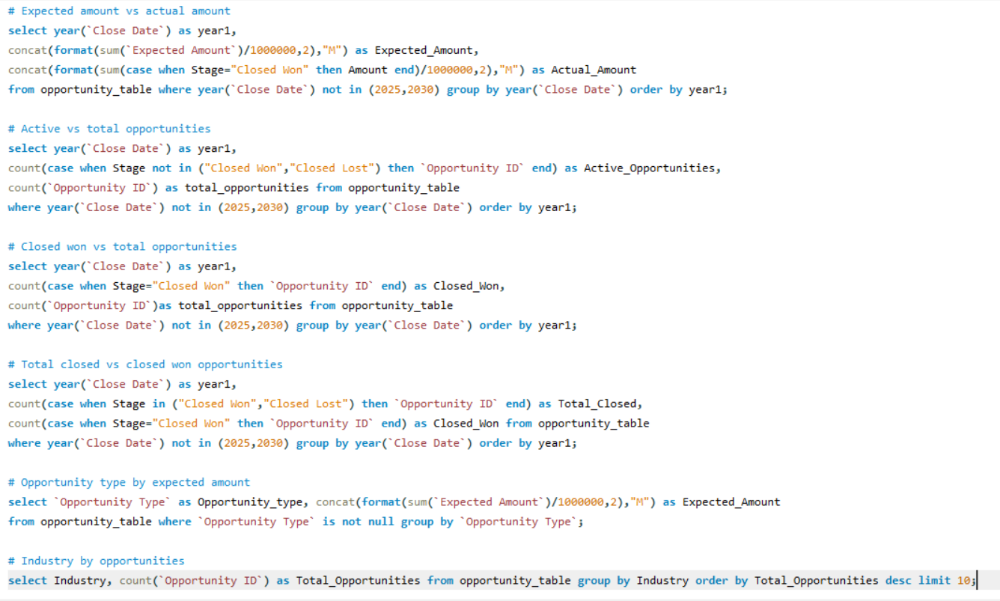 # Expected amount vs actual amount
select year(`Close Date`) as year1,
concat(format(sum(`Expected Amount`)/1000000,2),"M") as Expected_Amount,
concat(format(sum(case when Stage="Closed Won" then Amount end)/1000000,2),"M") as Actual_Amount
from opportunity_table where year(`Close Date`) not in (2025,2030) group by year(`Close Date`) order by year1;
# Active vs total opportunities
select year(`Close Date`) as year1,
count(case when Stage not in ("Closed Won","Closed Lost") then `Opportunity ID` end) as Active_Opportunities,
count(`Opportunity ID`) as total_opportunities from opportunity_table
where year(`Close Date`) not in (2025,2030) group by year(`Close Date`) order by year1;
# Closed won vs total opportunities
select year(`Close Date`) as year1,
count(case when Stage="Closed Won" then `Opportunity ID` end) as Closed_Won,
count(`Opportunity ID`)as total_opportunities from opportunity_table
where year(`Close Date`) not in (2025,2030) group by year(`Close Date`) order by year1;
# Total closed vs closed won opportunities
select year(`Close Date`) as year1,
count(case when Stage in ("Closed Won","Closed Lost") then `Opportunity ID` end) as Total_Closed,
count(case when Stage="Closed Won" then `Opportunity ID` end) as Closed_Won from opportunity_table
where year(`Close Date`) not in (2025,2030) group by year(`Close Date`) order by year1;
# Opportunity type by expected amount
select `Opportunity Type` as Opportunity_type, concat(format(sum(`Expected Amount`)/1000000,2),"M") as Expected_Amount
from opportunity_table where `Opportunity Type` is not null group by `Opportunity Type`;
# Industry by opportunities
select Industry, count(`Opportunity ID`) as Total_Opportunities from opportunity_table group by Industry order by Total_Opportunities desc limit 10;